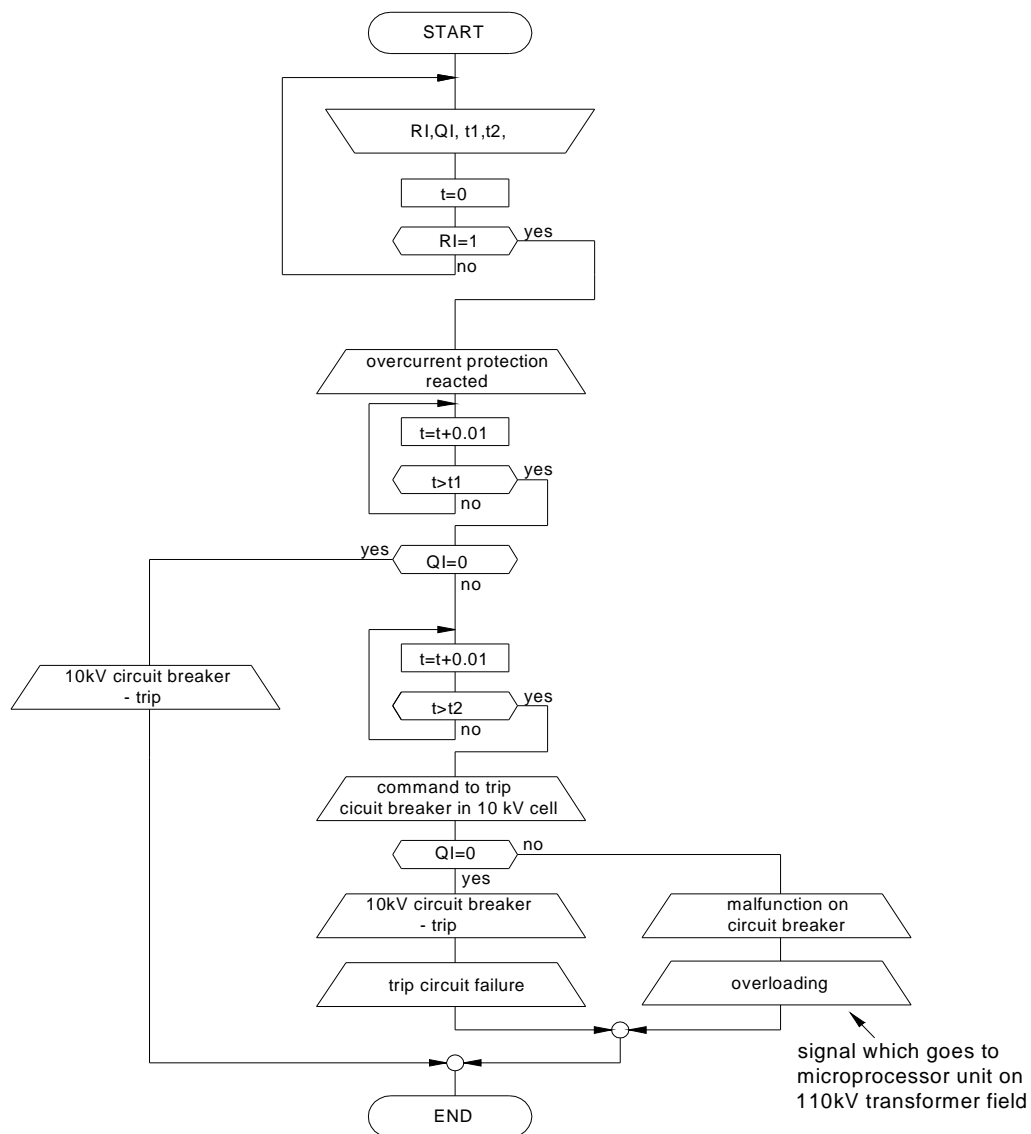 START
RI,QI, t1,t2,
t=0
RI=1
yes
no
overcurrent protection
reacted
t=t+0.01
t>t1
yes
no
yes
QI=0
no
10kV circuit breaker
- trip
t=t+0.01
t>t2
yes
no
command to trip
cicuit breaker in 10 kV cell
QI=0
no
yes
10kV circuit breaker
- trip
malfunction on
circuit breaker
trip circuit failure
overloading
signal which goes to
microprocessor unit on
110kV transformer field
END